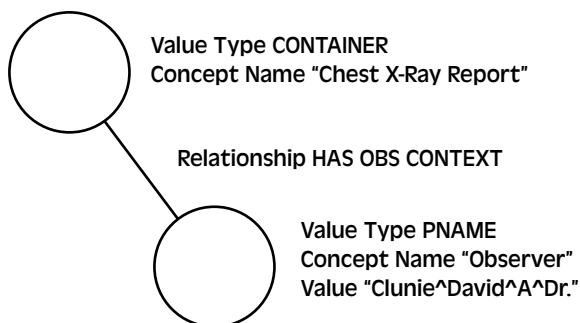 Value Type CONTAINER
Concept Name “Chest X-Ray Report”
Relationship HAS OBS CONTEXT
Value Type PNAME
Concept Name “Observer”
Value “Clunie^David^A^Dr.”